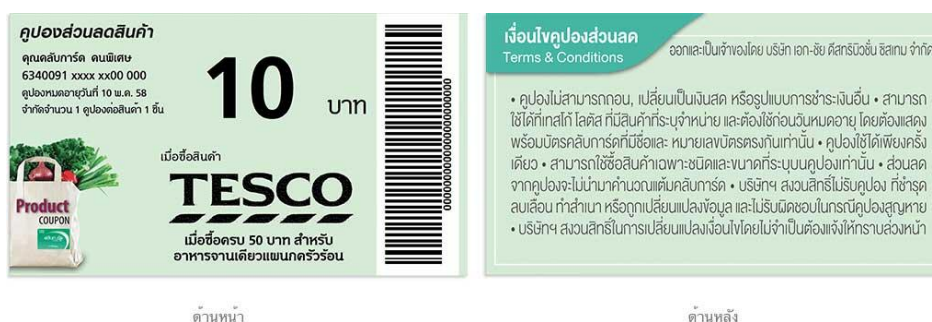 คูปองส่วนลดสินค้า
คุณคลับการ์ด คนพิเศษ
6340091 xxxx xx00 000
คูปองหมดอายุวันที่ 10 พ.ค. 58
จำกัดจำนวน 1 คูปองต่อสินค้า 1 ชิ้น
10 บาท
เมื่อซื้อสินค้า
TESCO
เมื่อซื้อครบ 50 บาท สำหรับ
อาหารจานเดียวแผนกครัวร้อน
Product
COUPON
ด้านหน้า
เงื่อนไขคูปองส่วนลด
Terms & Conditions
ออกและเป็นเจ้าของโดย บริษัท เอก-ชัย ดีสทริบิวชั่น ซิสเทม จำกัด
• คูปองไม่สามารถทอน, เปลี่ยนเป็นเงินสด หรือรูปแบบการชำระเงินอื่น • สามารถ
ใช้ได้ที่เทสโก้ โลตัส ที่มีสินค้าที่ระบุจำหน่าย และต้องใช้ก่อนวันหมดอายุ โดยต้องแสดง
พร้อมบัตรคลับการ์ดที่มีชื่อและ หมายเลขบัตรตรงกันเท่านั้น • คูปองใช้ได้เพียงครั้ง
เดียว • สามารถใช้ซื้อสินค้าเฉพาะชนิดและขนาดที่ระบุบนคูปองเท่านั้น • ส่วนลด
จากคูปองจะไม่นำมาคำนวณแต้มคลับการ์ด • บริษัทฯ สงวนสิทธิ์ไม่รับคูปอง ที่ชำรุด
ลบเลือน ทำสำเนา หรือถูกเปลี่ยนแปลงข้อมูล และไม่รับผิดชอบในกรณีคูปองสูญหาย
• บริษัทฯ สงวนสิทธิ์ในการเปลี่ยนแปลงเงื่อนไขโดยไม่จำเป็นต้องแจ้งให้ทราบล่วงหน้า
ด้านหลัง